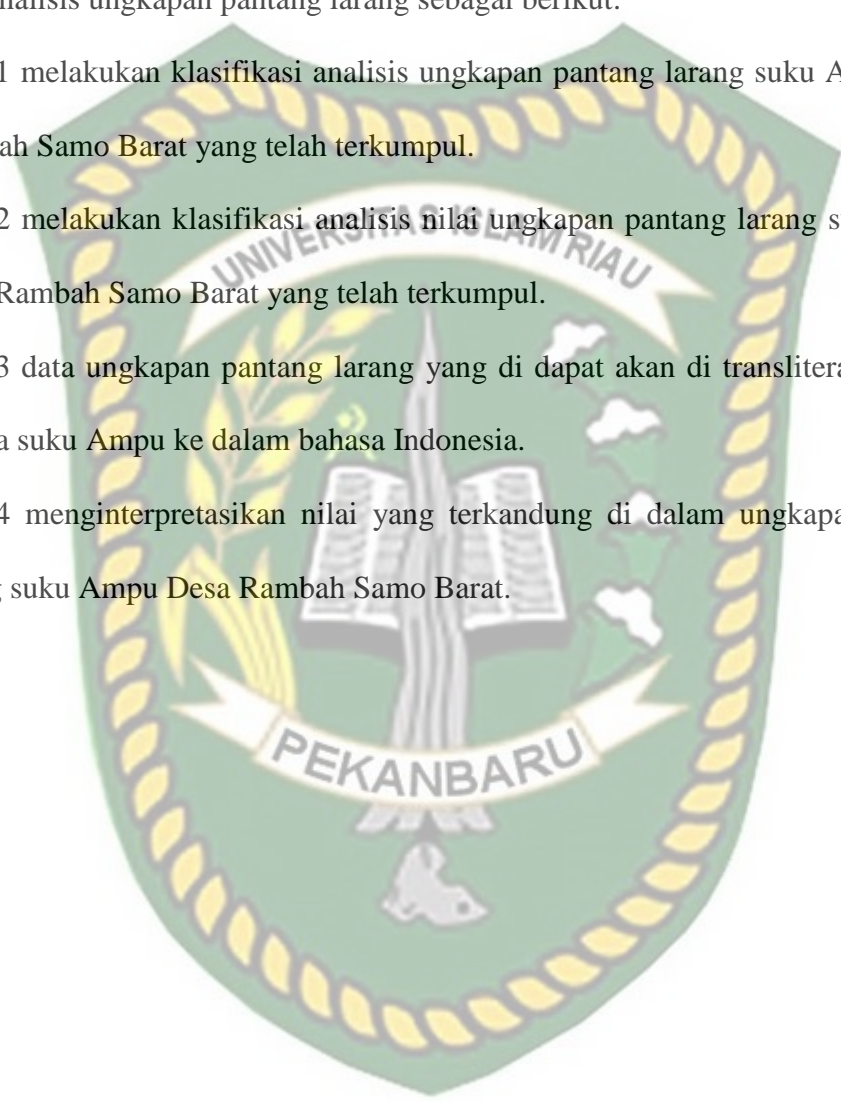 nalisis ungkapan pantang larang sebagai berikut.
1 melakukan klasifikasi analisis ungkapan pantang larang suku A
ah Samo Barat yang telah terkumpul.
2 melakukan klasifikasi analisis nilai ungkapan pantang larang s
UNIVERSITAS ISLAM RIAU
Rambah Samo Barat yang telah terkumpul.
3 data ungkapan pantang larang yang di dapat akan di translitera
a suku Ampu ke dalam bahasa Indonesia.
4 menginterpretasikan nilai yang terkandung di dalam ungkapa
g suku Ampu Desa Rambah Samo Barat.
PEKANBARU